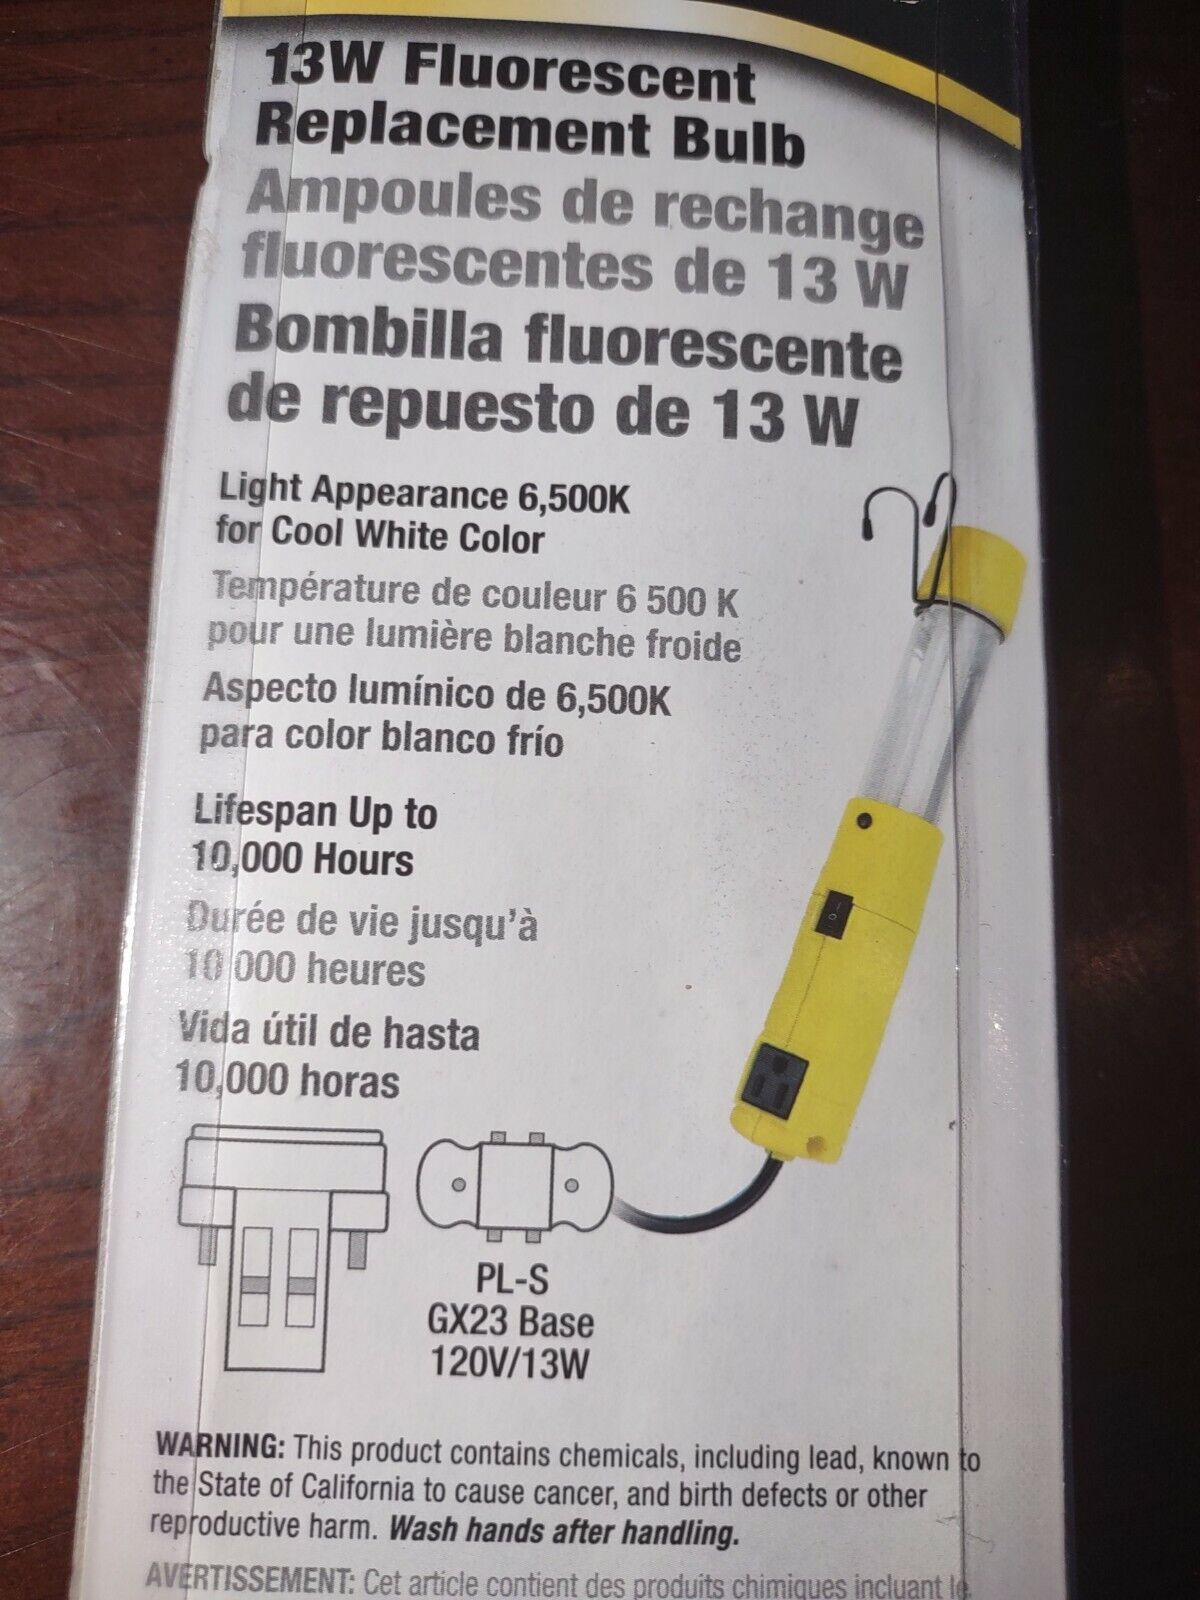 13W Fluorescent
Replacement Bulb
Ampoules de rechange
fluorescentes de 13 W
Bombilla fluorescente
de repuesto de 13 W
Light Appearance 6,500K
for Cool White Color
Température de couleur 6 500 K
pour une lumière blanche froide
Aspecto lumínico de 6,500K
para color blanco frío
Lifespan Up to
10,000 Hours
Durée de vie jusqu'à
10 000 heures
Vida útil de hasta
10,000 horas
PL-S
GX23 Base
120V/13W
WARNING: This product contains chemicals, including lead, known to
the State of California to cause cancer, and birth defects or other
reproductive harm. Wash hands after handling.
AVERTISSEMENT: Cet article contient des produits chimiques incluant le